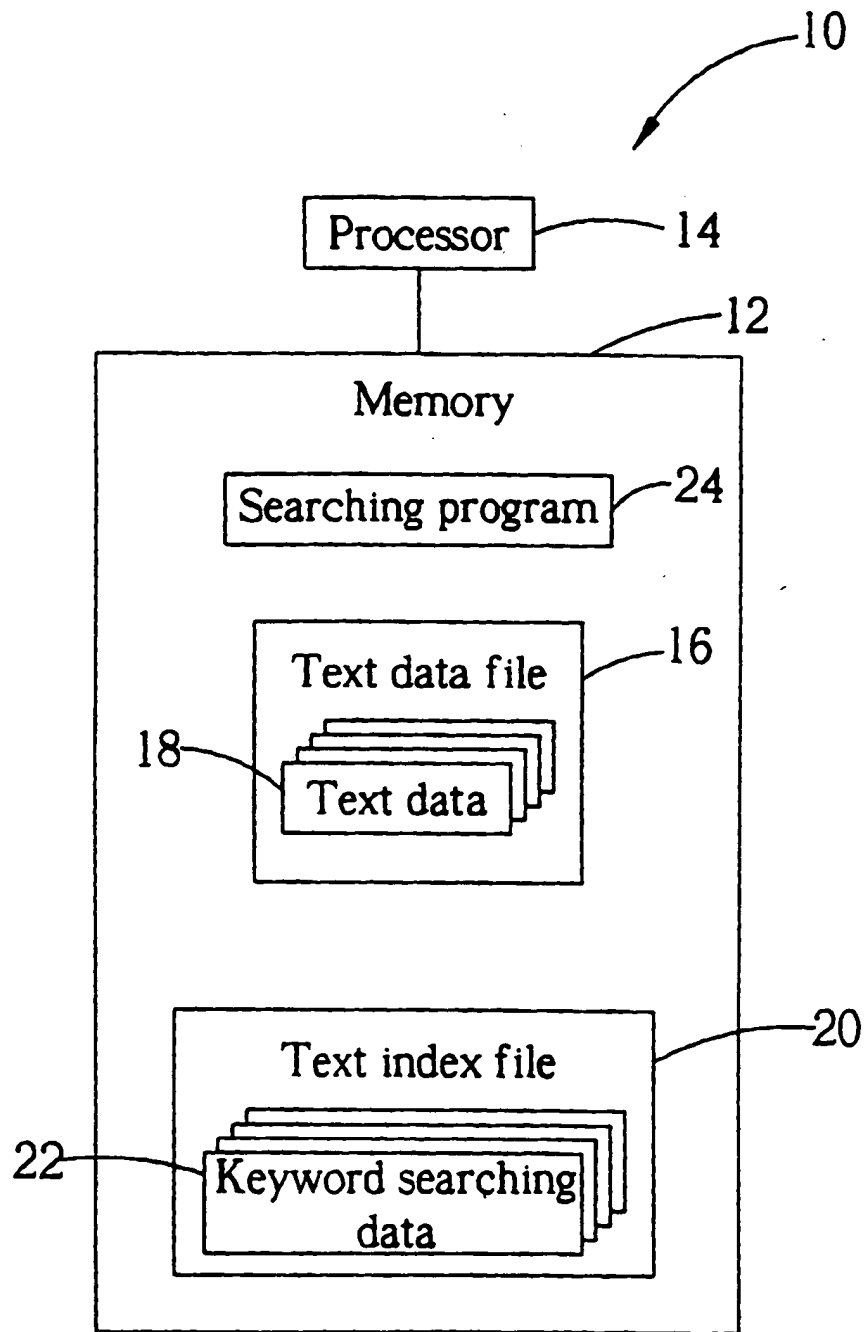 10
Processor
14
12
Memory
Searching program
24
16
Text data file
18
Text data
20
Text index file
22
Keyword searching
data